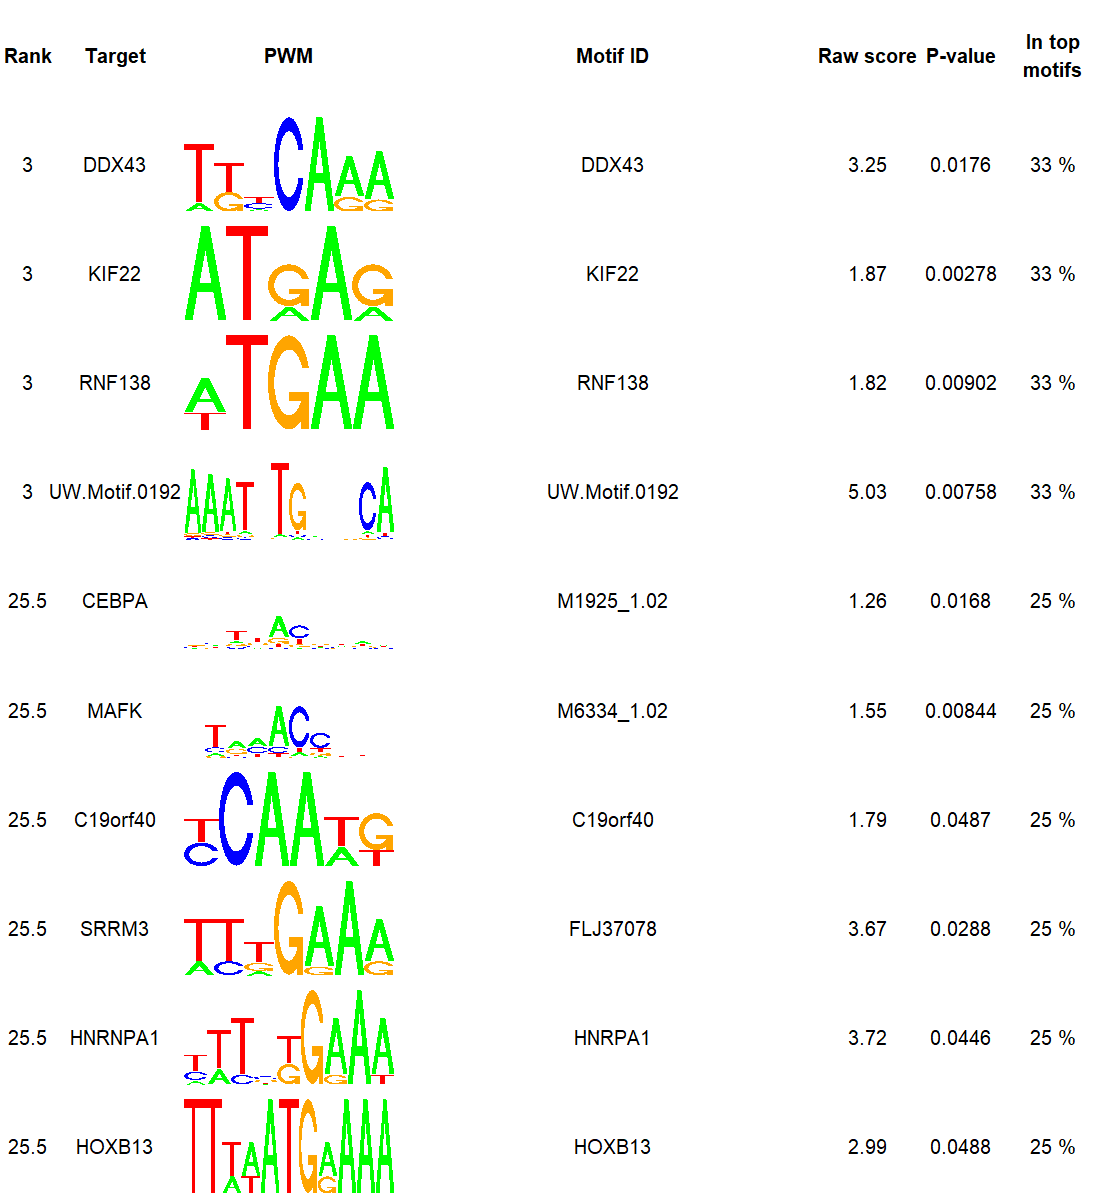 Rank Target PWM Motif ID Raw score P-value In top motifs
3 DDX43 DDX43 3.25 0.0176 33 %
3 KIF22 KIF22 1.87 0.00278 33 %
3 RNF138 RNF138 1.82 0.00902 33 %
3 UW.Motif.0192 UW.Motif.0192 5.03 0.00758 33 %
25.5 CEBPA M1925_1.02 1.26 0.0168 25 %
25.5 MAFK M6334_1.02 1.55 0.00844 25 %
25.5 C19orf40 C19orf40 1.79 0.0487 25 %
25.5 SRRM3 FLJ37078 3.67 0.0288 25 %
25.5 HNRNPA1 HNRPA1 3.72 0.0446 25 %
25.5 HOXB13 HOXB13 2.99 0.0488 25 %